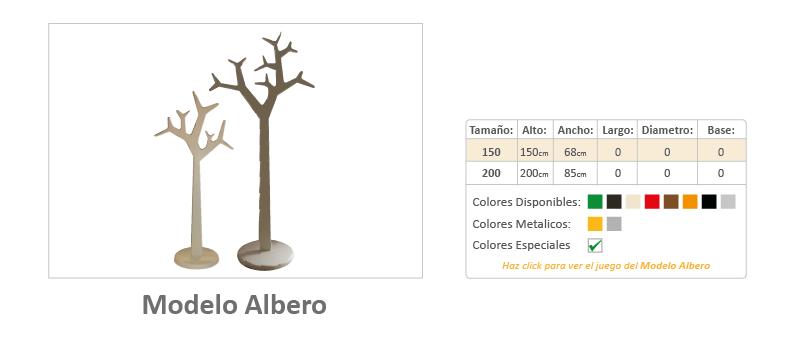 Modelo Albero
Tamaño: Alto: Ancho: Largo: Diametro: Base:
150 150cm 68cm 0 0 0
200 200cm 85cm 0 0 0
Colores Disponibles:
Colores Metalicos:
Colores Especiales
Haz click para ver el juego del Modelo Albero